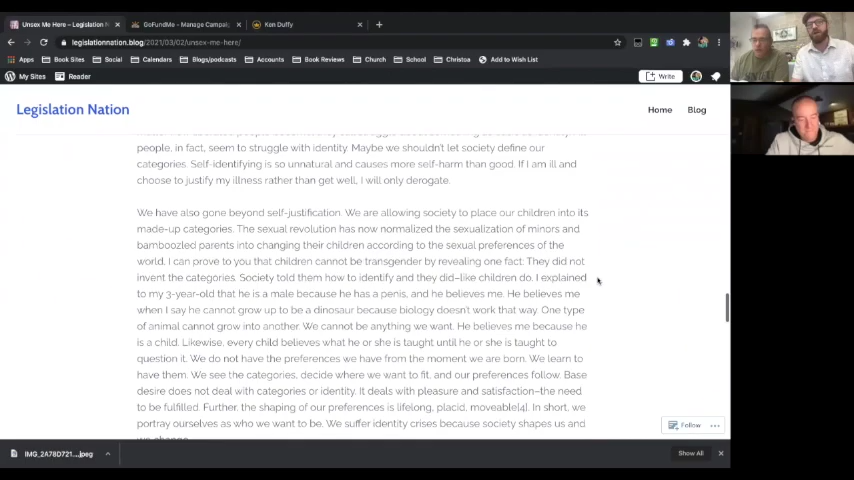 Unsex Me Here – Legislation N
GoFundMe - Manage Campaig
Ken Duffy
legislationnation.blog/2021/03/02/unsex-me-here/
Apps Book Sites Social Calendars Blogs/podcasts Accounts Book Reviews Church School Christoa Add to Wish List
My Sites Reader Write
Legislation Nation Home Blog
people, in fact, seem to struggle with identity. Maybe we shouldn't let society define our
categories. Self-identifying is so unnatural and causes more self-harm than good. If I am ill and
choose to justify my illness rather than get well, I will only derogate.
We have also gone beyond self-justification. We are allowing society to place our children into its
made-up categories. The sexual revolution has now normalized the sexualization of minors and
bamboozled parents into changing their children according to the sexual preferences of the
world. I can prove to you that children cannot be transgender by revealing one fact: They did not
invent the categories. Society told them how to identify and they did–like children do. I explained
to my 3-year-old that he is a male because he has a penis, and he believes me. He believes me
when I say he cannot grow up to be a dinosaur because biology doesn't work that way. One type
of animal cannot grow into another. We cannot be anything we want. He believes me because he
is a child. Likewise, every child believes what he or she is taught until he or she is taught to
question it. We do not have the preferences we have from the moment we are born. We learn to
have them. We see the categories, decide where we want to fit, and our preferences follow. Base
desire does not deal with categories or identity. It deals with pleasure and satisfaction–the need
to be fulfilled. Further, the shaping of our preferences is lifelong, placid, moveable[4]. In short, we
portray ourselves as who we want to be. We suffer identity crises because society shapes us and
Follow
IMG_2A78D721....jpeg
Show All